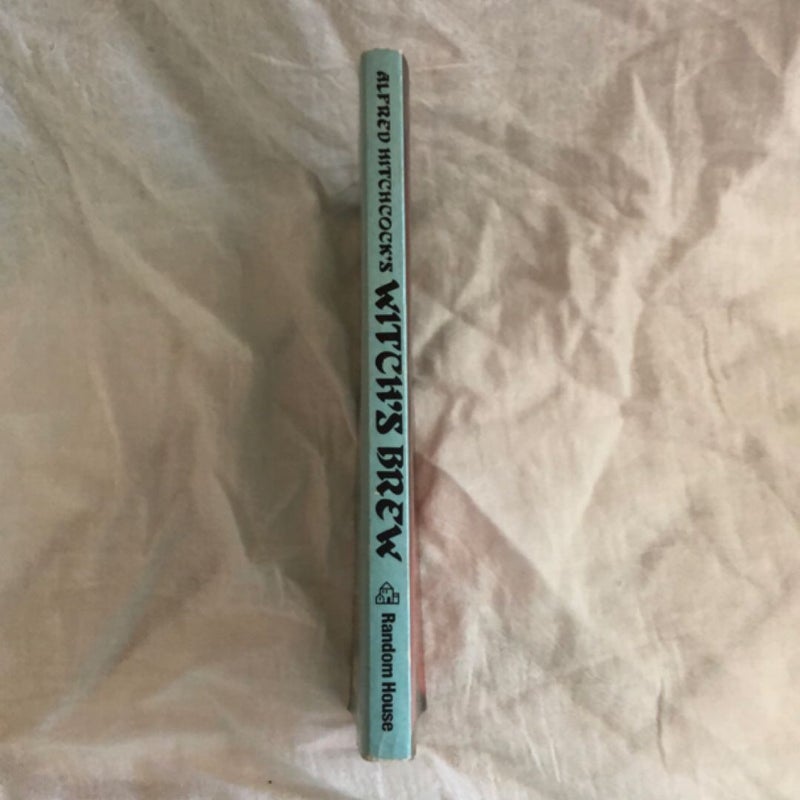 ALFRED HITCHCOCK'S WITCH'S BREW
Random House